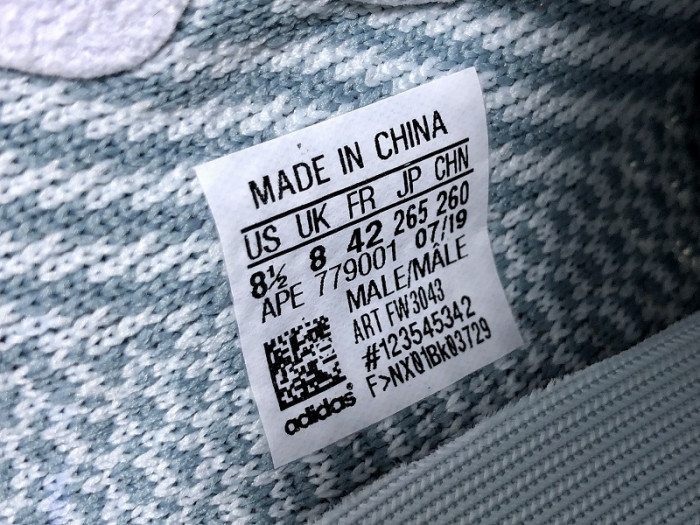 MADE IN CHINA
US UK FR JP CHN
8½ 8 42 265 260
APE 779001 07/19
MALE/MÂLE
ART FW3043
#123545342
F>NX01Bk03729
adidas®